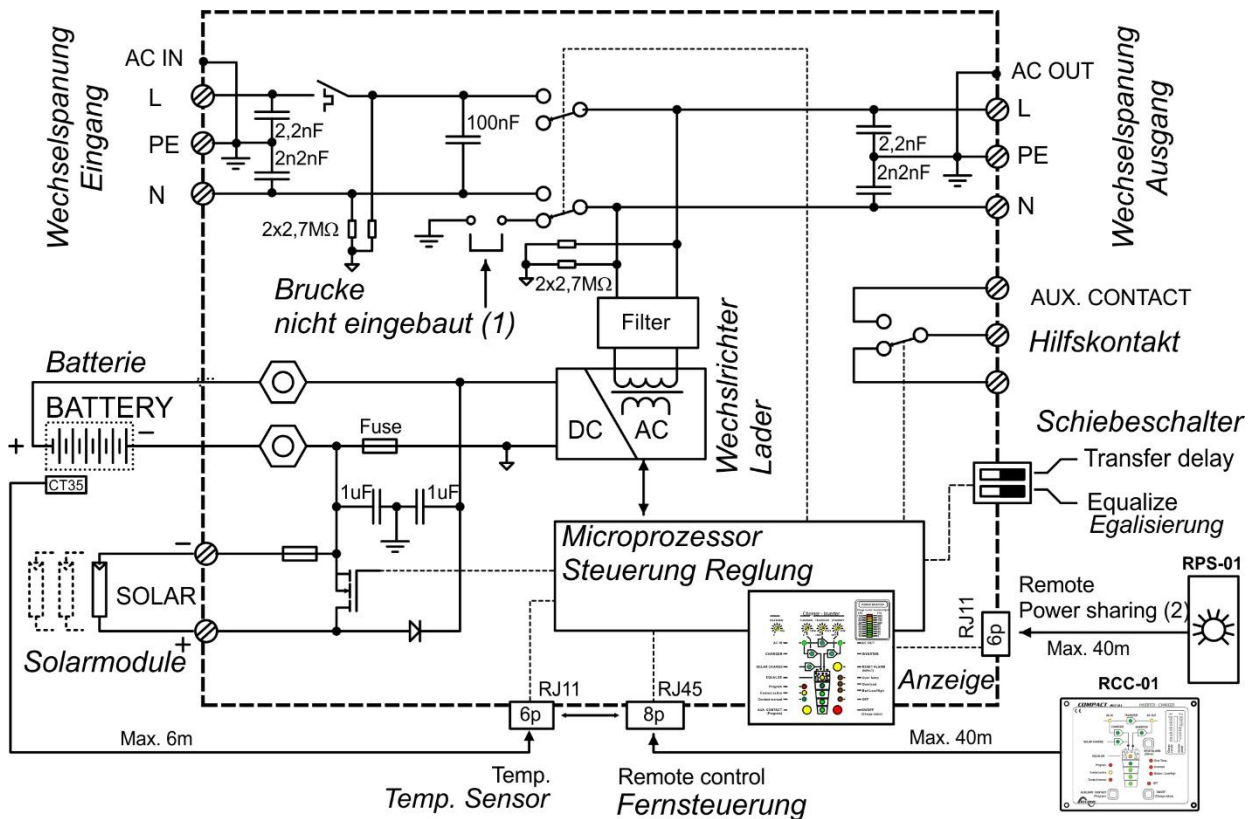 AC IN
L
PE
N
Wechselspanung
Eingang
2,2nF
2n2nF
100nF
2x2,7MΩ
Brucke
nicht eingebaut (1)
2x2,7MΩ
2,2nF
2n2nF
AC OUT
L
PE
N
Wechselspanung
Ausgang
Filter
AUX. CONTACT
Hilfskontakt
Batterie
BATTERY
+
−
CT35
Fuse
DC
AC
Wechslrichter
Lader
1uF
1uF
Schiebeschalter
Transfer delay
Equalize
Egalisierung
Microprozessor
Steuerung Reglung
−
SOLAR
+
Solarmodule
RPS-01
Remote
Power sharing (2)
Max. 40m
RJ11
6p
Anzeige
RCC-01
RJ11
6p
RJ45
8p
Max. 6m
Max. 40m
Temp.
Temp. Sensor
Remote control
Fernsteuerung
COMPACT